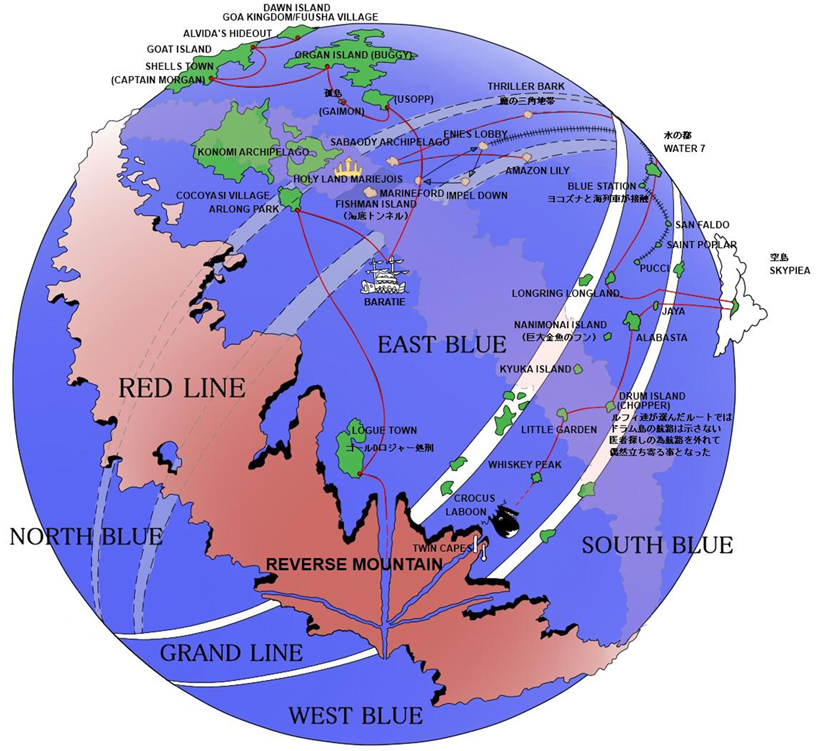 DAWN ISLAND
GOA KINGDOM/FUUSHA VILLAGE
ALVIDA'S HIDEOUT
GOAT ISLAND
SHELLS TOWN
(CAPTAIN MORGAN)
ORGAN ISLAND (BUGGY)
孤島
(GAIMON)
(USOPP)
THRILLER BARK
魔の三角地帯
ENIES LOBBY
SABAODY ARCHIPELAGO
KONOMI ARCHIPELAGO
水の都
WATER 7
AMAZON LILY
HOLY LAND MARIEJOIS
MARINEFORD
IMPEL DOWN
BLUE STATION
ヨコズナと海列車が接触
COCOYASI VILLAGE
ARLONG PARK
FISHMAN ISLAND
(海底トンネル)
SAN FALDO
SAINT POPLAR
PUCCI
空島
SKYPIEA
BARATIE
LONGRING LONGLAND
JAYA
NANIMONAI ISLAND
(巨大金魚のフン)
ALABASTA
EAST BLUE
KYUKA ISLAND
RED LINE
DRUM ISLAND
(CHOPPER)
ルフィ達が選んだルートでは
ドラム島の航路は示さない
医者探しの為航路を外れて
偶然立ち寄る事となった
LITTLE GARDEN
LOGUE TOWN
ゴールDロジャー処刑
WHISKEY PEAK
CROCUS
LABOON
NORTH BLUE
TWIN CAPES
SOUTH BLUE
REVERSE MOUNTAIN
GRAND LINE
WEST BLUE